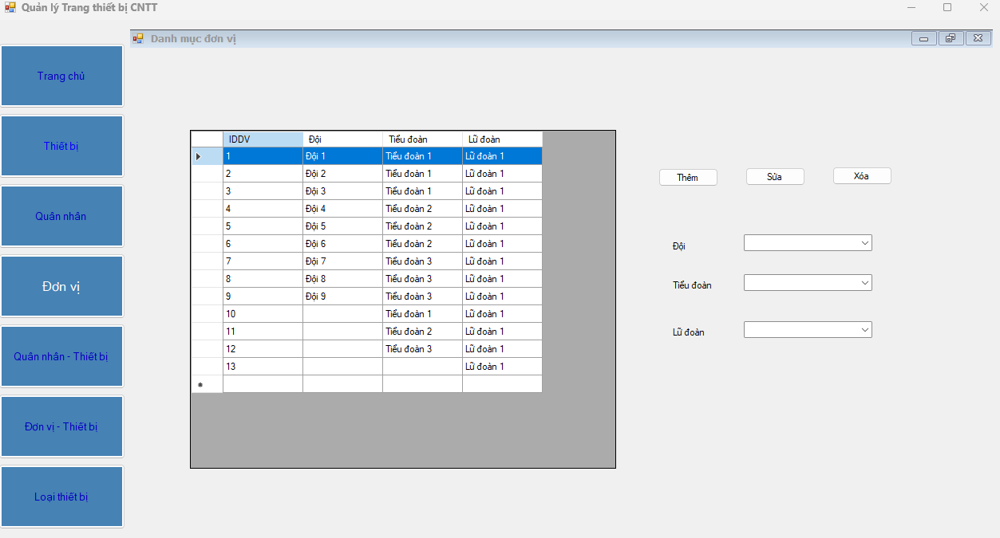 Quản lý Trang thiết bị CNTT
Danh mục đơn vị
Trang chủ
Thiết bị
Quân nhân
Đơn vị
Quân nhân - Thiết bị
Đơn vị - Thiết bị
Loại thiết bị
IDDV Đội Tiểu đoàn Lữ đoàn
1 Đội 1 Tiểu đoàn 1 Lữ đoàn 1
2 Đội 2 Tiểu đoàn 1 Lữ đoàn 1
3 Đội 3 Tiểu đoàn 1 Lữ đoàn 1
4 Đội 4 Tiểu đoàn 2 Lữ đoàn 1
5 Đội 5 Tiểu đoàn 2 Lữ đoàn 1
6 Đội 6 Tiểu đoàn 2 Lữ đoàn 1
7 Đội 7 Tiểu đoàn 3 Lữ đoàn 1
8 Đội 8 Tiểu đoàn 3 Lữ đoàn 1
9 Đội 9 Tiểu đoàn 3 Lữ đoàn 1
10 Tiểu đoàn 1 Lữ đoàn 1
11 Tiểu đoàn 2 Lữ đoàn 1
12 Tiểu đoàn 3 Lữ đoàn 1
13 Lữ đoàn 1
Thêm Sửa Xóa
Đội
Tiểu đoàn
Lữ đoàn